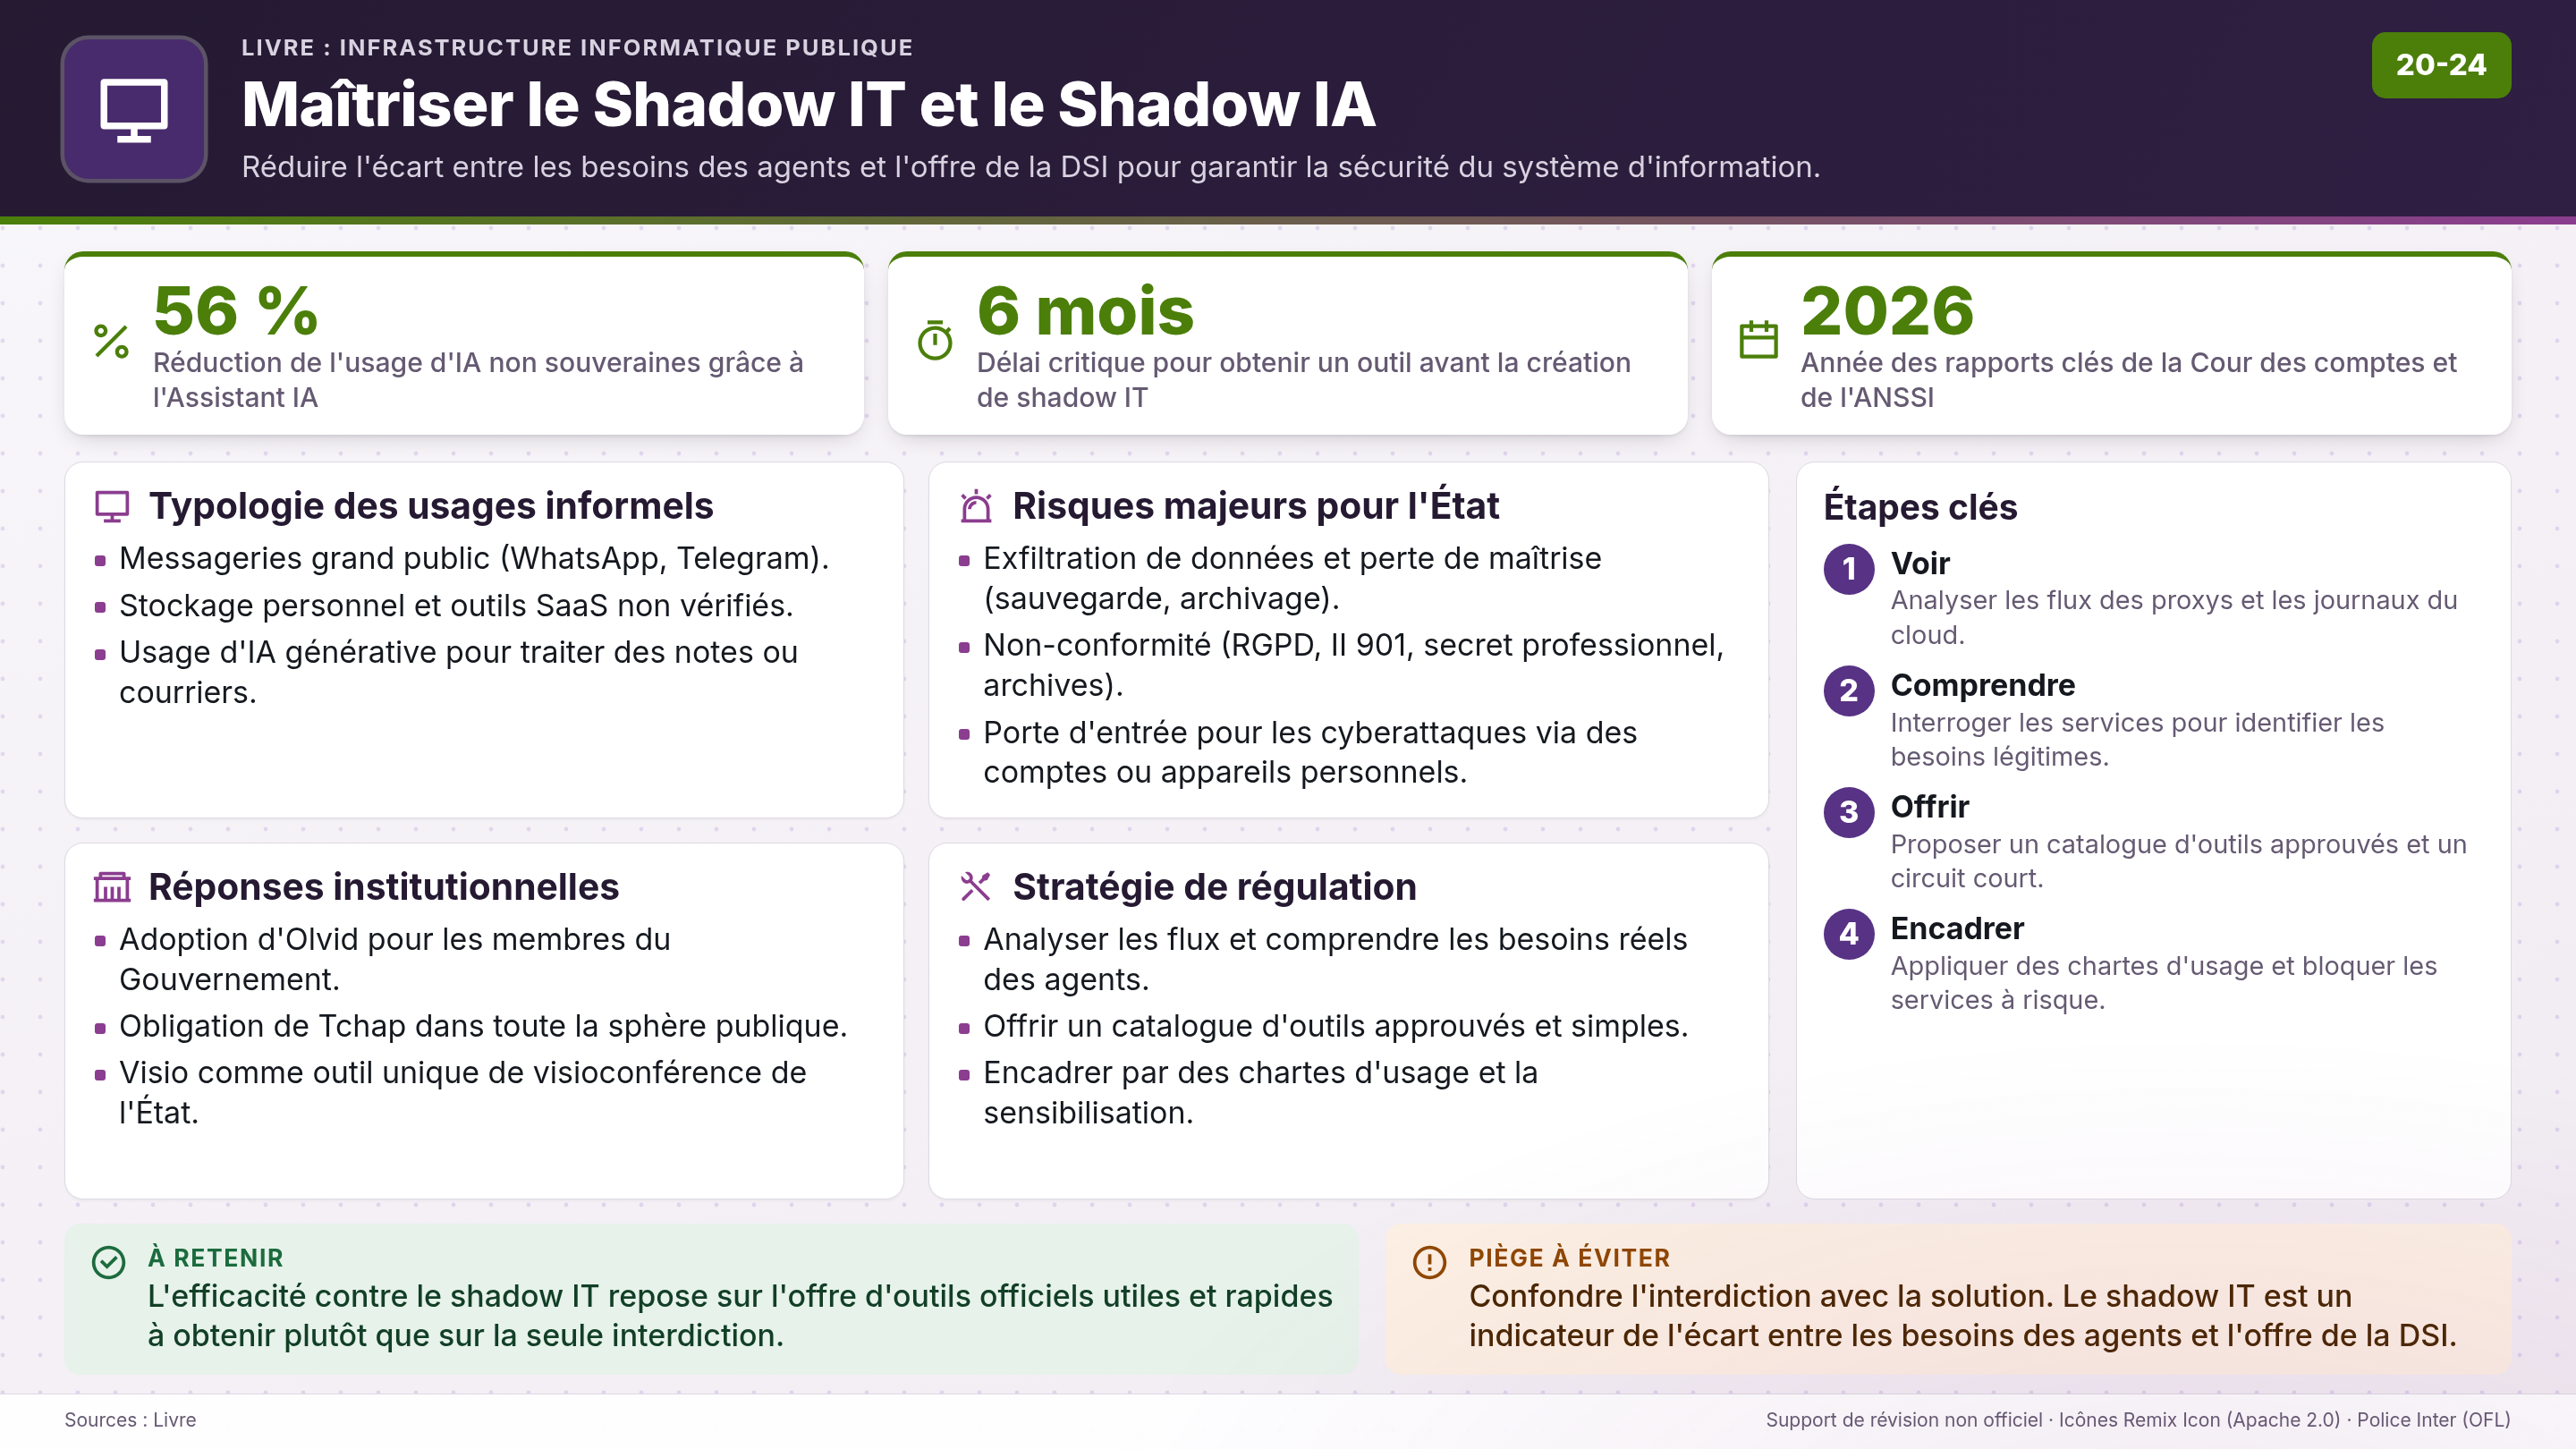 LIVRE : INFRASTRUCTURE INFORMATIQUE PUBLIQUE
Maîtriser le Shadow IT et le Shadow IA
Réduire l'écart entre les besoins des agents et l'offre de la DSI pour garantir la sécurité du système d'information.
20-24
56 %
Réduction de l'usage d'IA non souveraines grâce à
l'Assistant IA
6 mois
Délai critique pour obtenir un outil avant la création
de shadow IT
2026
Année des rapports clés de la Cour des comptes et
de l'ANSSI
Typologie des usages informels
Messageries grand public (WhatsApp, Telegram).
Stockage personnel et outils SaaS non vérifiés.
Usage d'IA générative pour traiter des notes ou
courriers.
Risques majeurs pour l'État
Exfiltration de données et perte de maîtrise
(sauvegarde, archivage).
Non-conformité (RGPD, II 901, secret professionnel,
archives).
Porte d'entrée pour les cyberattaques via des
comptes ou appareils personnels.
Réponses institutionnelles
Adoption d'Olvid pour les membres du
Gouvernement.
Obligation de Tchap dans toute la sphère publique.
Visio comme outil unique de visioconférence de
l'État.
Stratégie de régulation
Analyser les flux et comprendre les besoins réels
des agents.
Offrir un catalogue d'outils approuvés et simples.
Encadrer par des chartes d'usage et la
sensibilisation.
Étapes clés
1 Voir
Analyser les flux des proxys et les journaux du
cloud.
2 Comprendre
Interroger les services pour identifier les
besoins légitimes.
3 Offrir
Proposer un catalogue d'outils approuvés et un
circuit court.
4 Encadrer
Appliquer des chartes d'usage et bloquer les
services à risque.
À RETENIR
L'efficacité contre le shadow IT repose sur l'offre d'outils officiels utiles et rapides
à obtenir plutôt que sur la seule interdiction.
PIÈGE À ÉVITER
Confondre l'interdiction avec la solution. Le shadow IT est un
indicateur de l'écart entre les besoins des agents et l'offre de la DSI.
Sources : Livre
Support de révision non officiel · Icônes Remix Icon (Apache 2.0) · Police Inter (OFL)